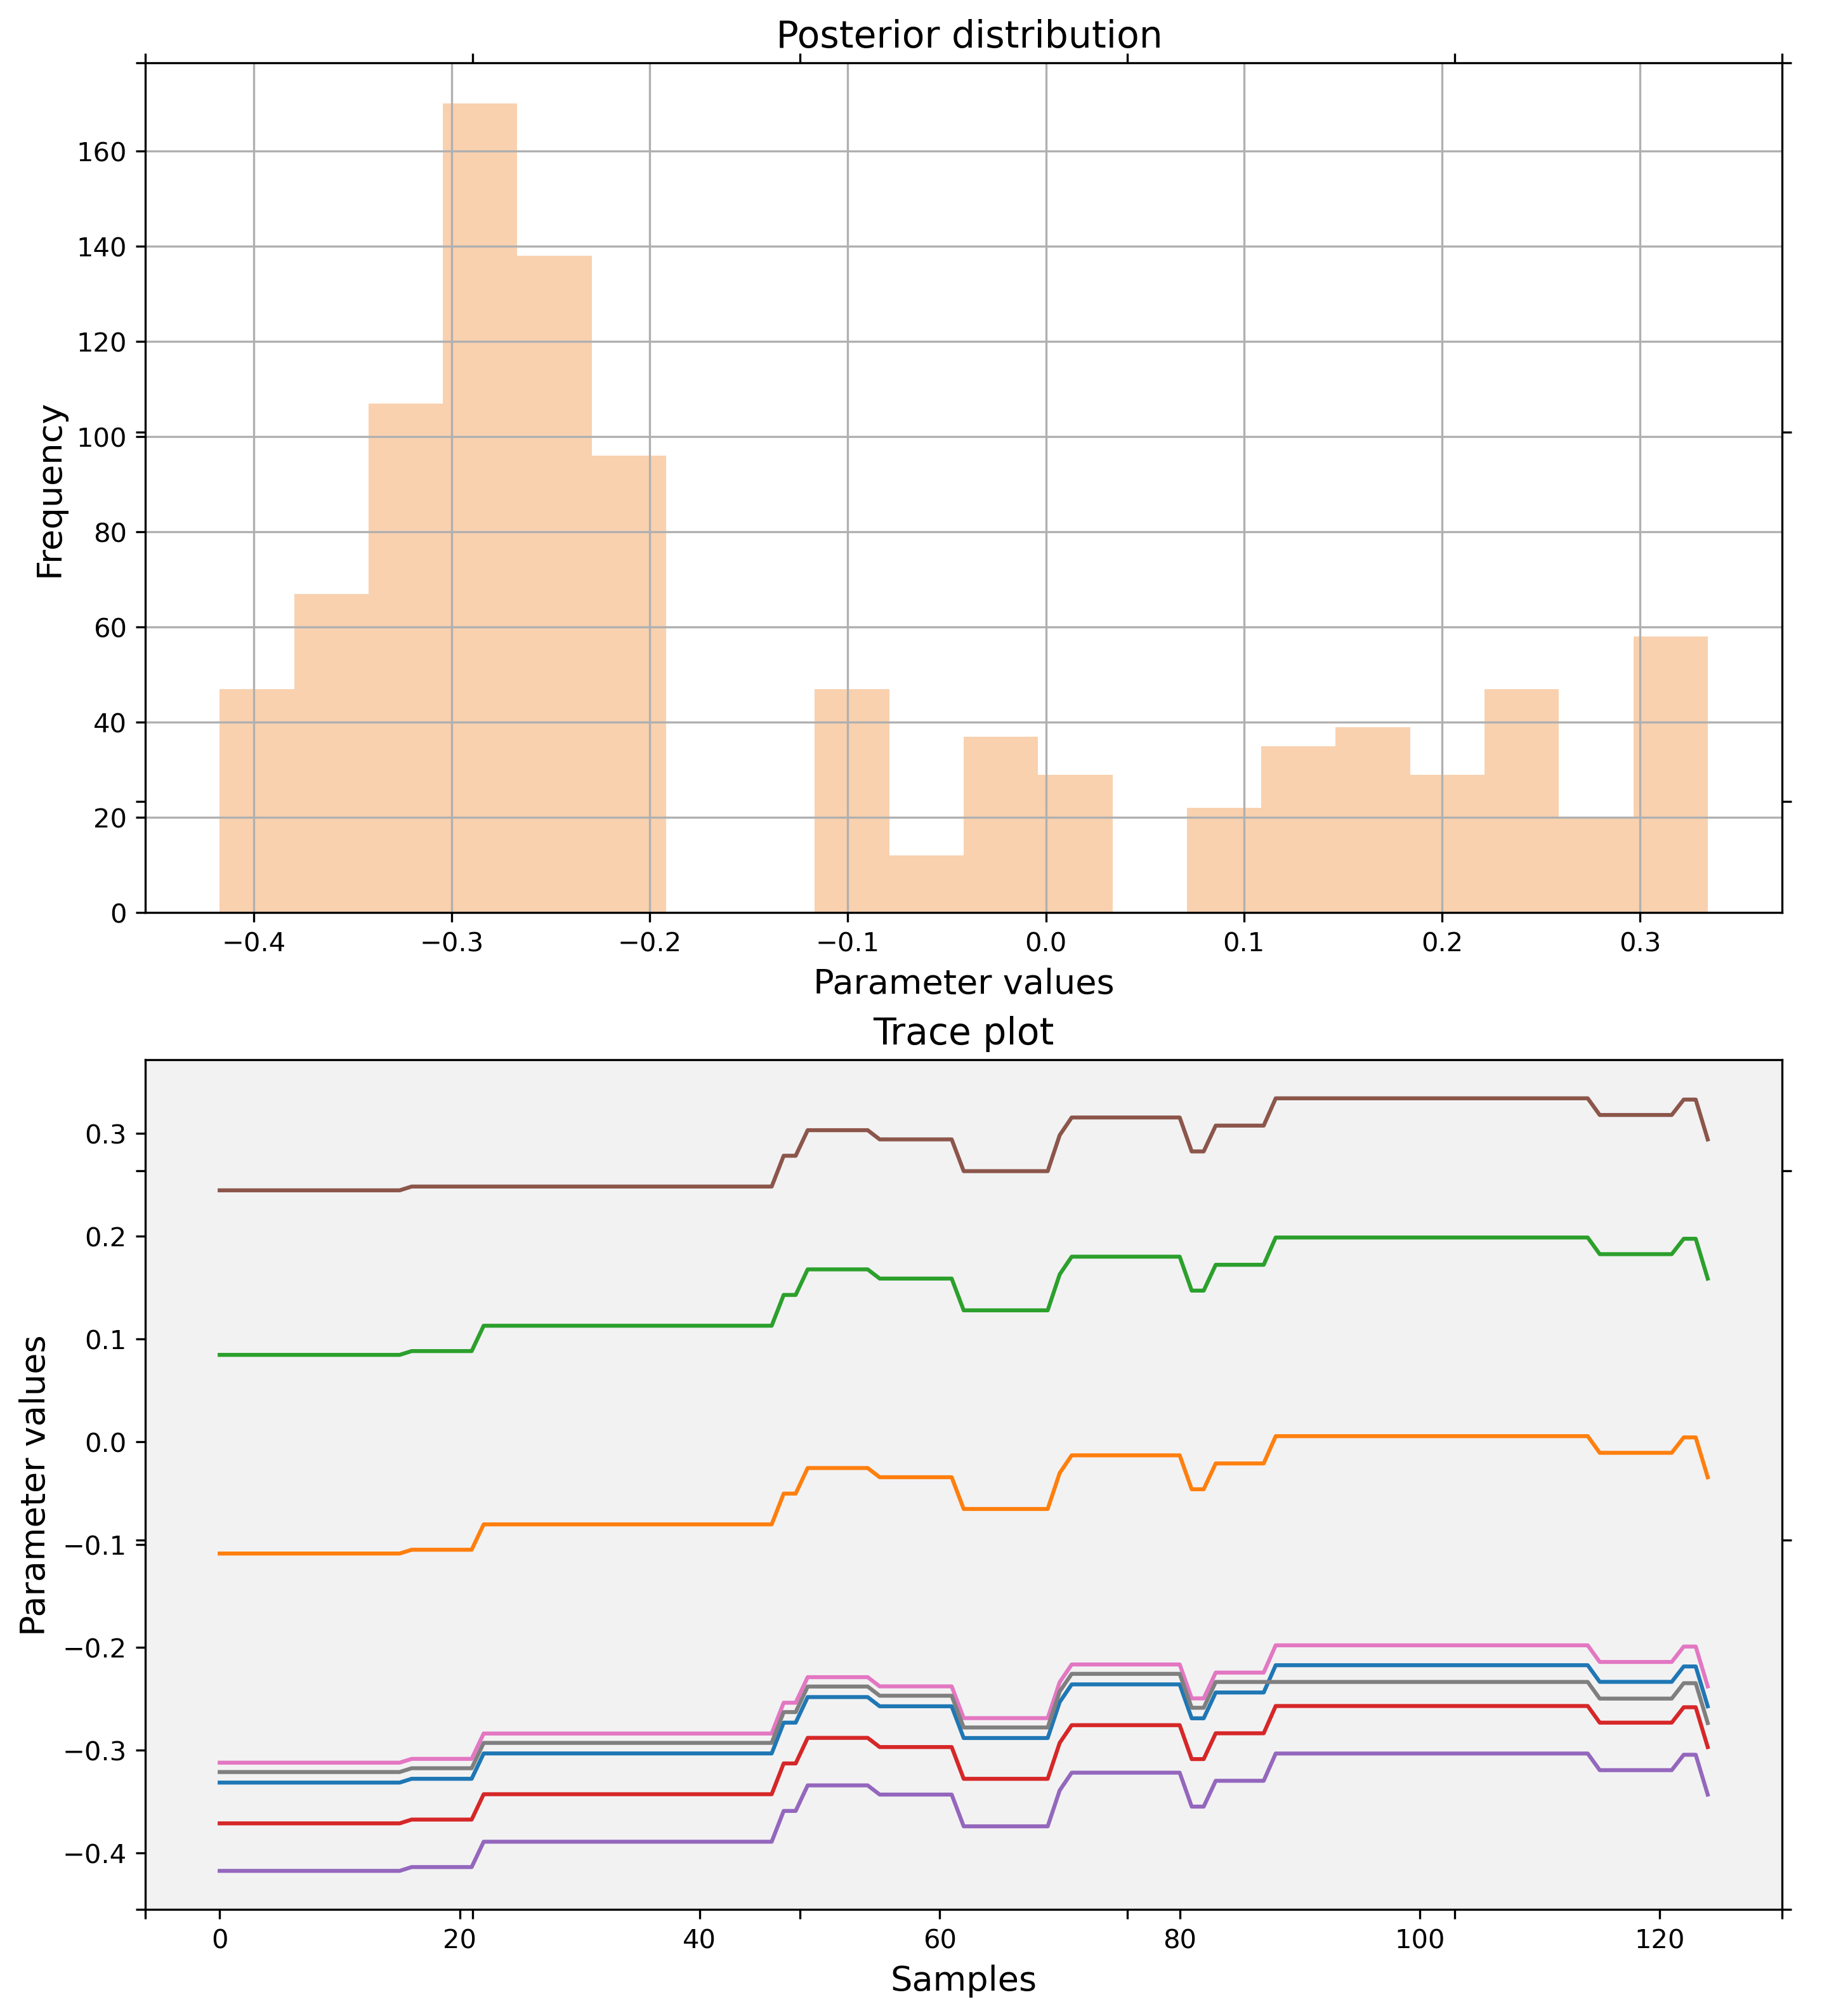 Posterior distribution
160
140
120
100
80
60
40
20
0
Frequency
−0.4 −0.3 −0.2 −0.1 0.0 0.1 0.2 0.3
Parameter values
Trace plot
0.3
0.2
0.1
0.0
−0.1
−0.2
−0.3
−0.4
Parameter values
0 20 40 60 80 100 120
Samples